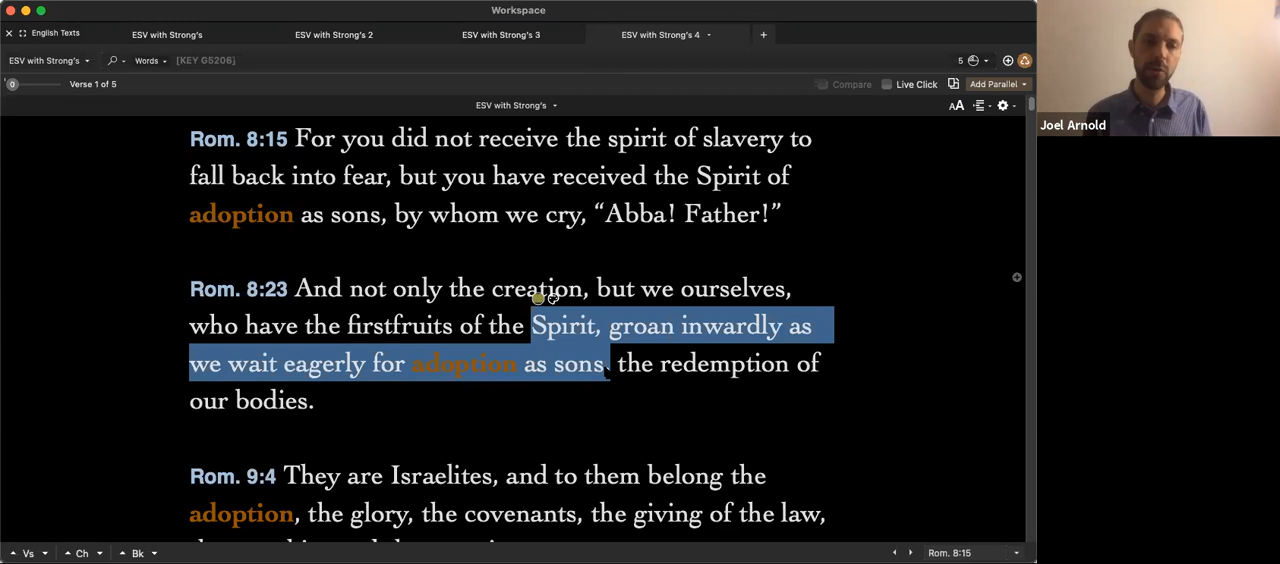 Workspace
English Texts
ESV with Strong's
ESV with Strong's 2
ESV with Strong's 3
ESV with Strong's 4
ESV with Strong's
Words
[KEY G5206]
5
0
Verse 1 of 5
Compare
Live Click
Add Parallel
ESV with Strong's
AA
Joel Arnold
Rom. 8:15 For you did not receive the spirit of slavery to
fall back into fear, but you have received the Spirit of
adoption as sons, by whom we cry, “Abba! Father!”
Rom. 8:23 And not only the creation, but we ourselves,
who have the firstfruits of the Spirit, groan inwardly as
we wait eagerly for adoption as sons, the redemption of
our bodies.
Rom. 9:4 They are Israelites, and to them belong the
adoption, the glory, the covenants, the giving of the law,
Vs
Ch
Bk
Rom. 8:15